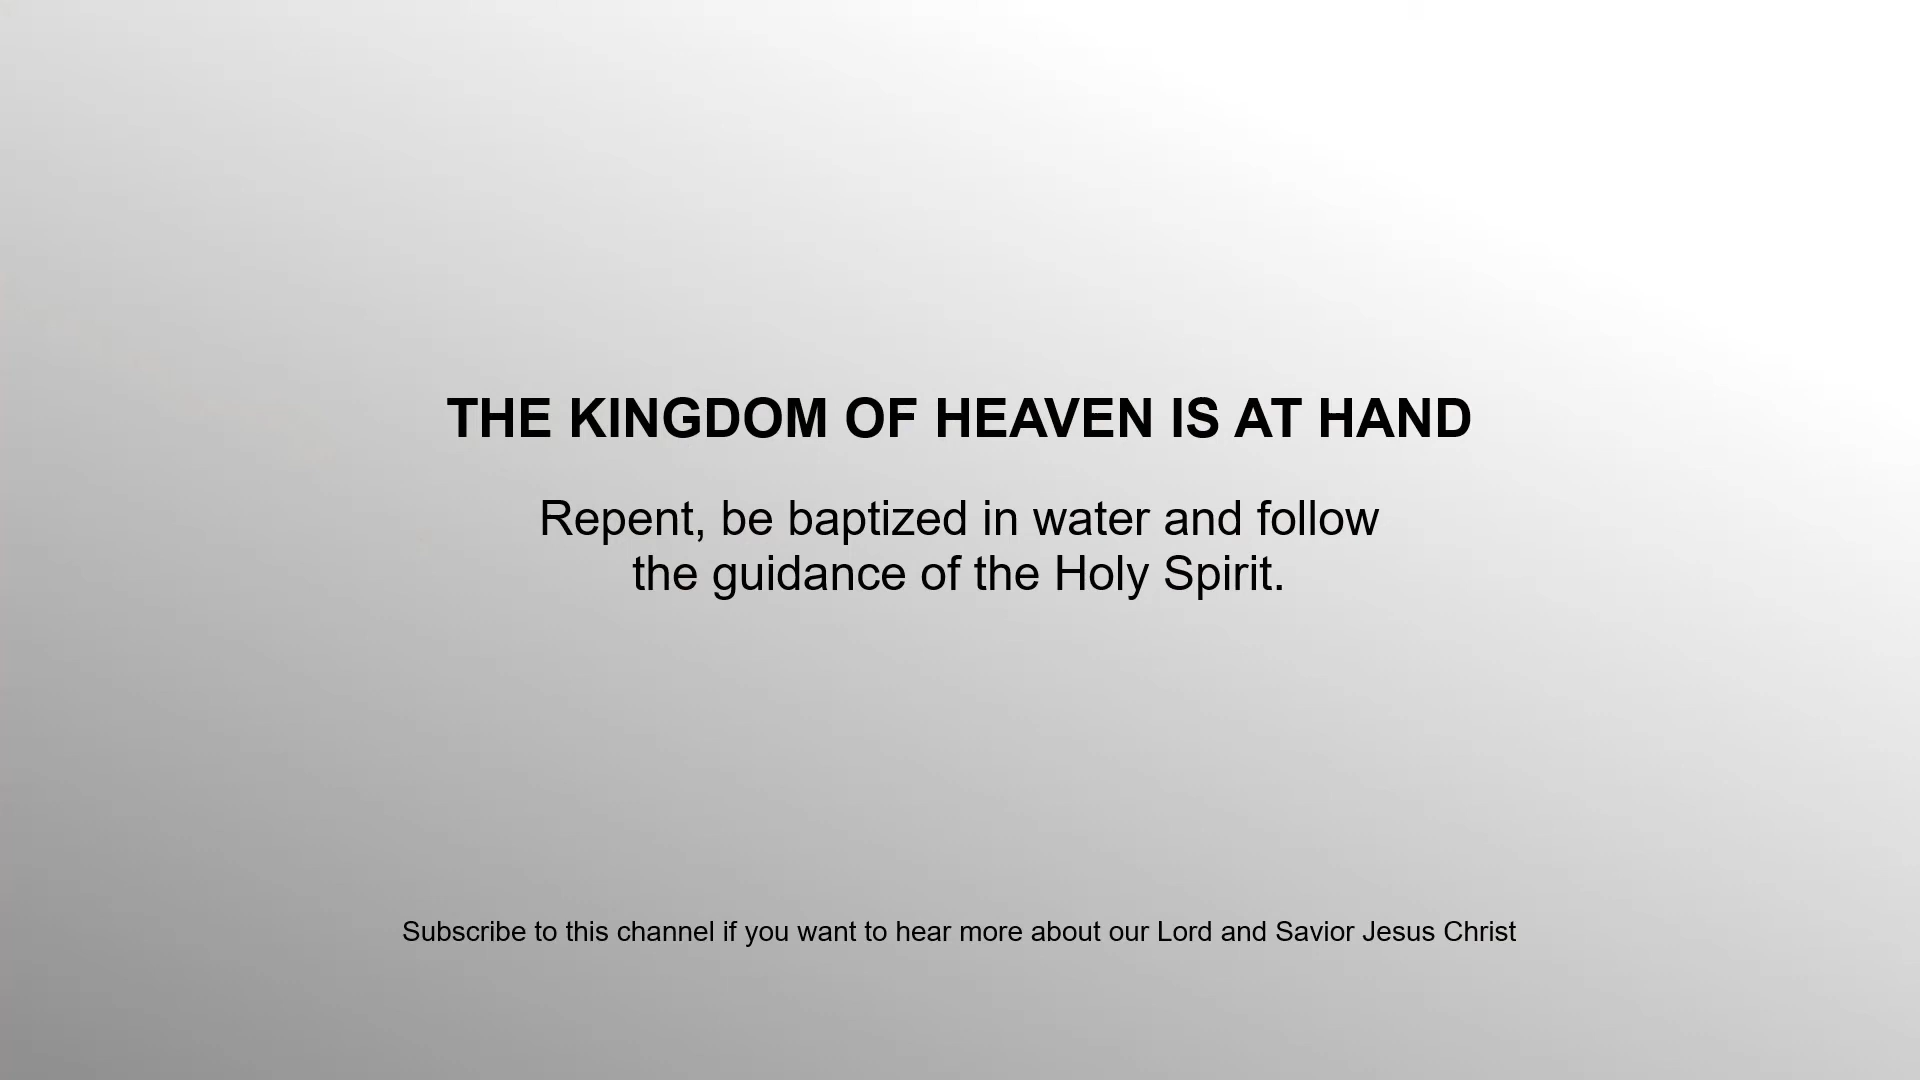 THE KINGDOM OF HEAVEN IS AT HAND
Repent, be baptized in water and follow
the guidance of the Holy Spirit.
Subscribe to this channel if you want to hear more about our Lord and Savior Jesus Christ